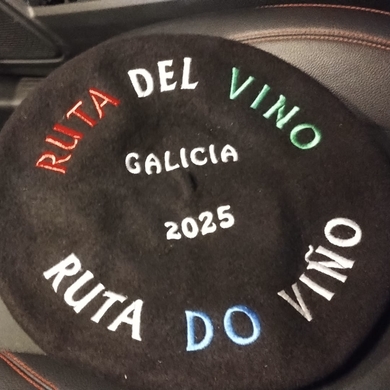 RUTA DEL VINO
GALICIA
2025
RUTA DO VIÑO